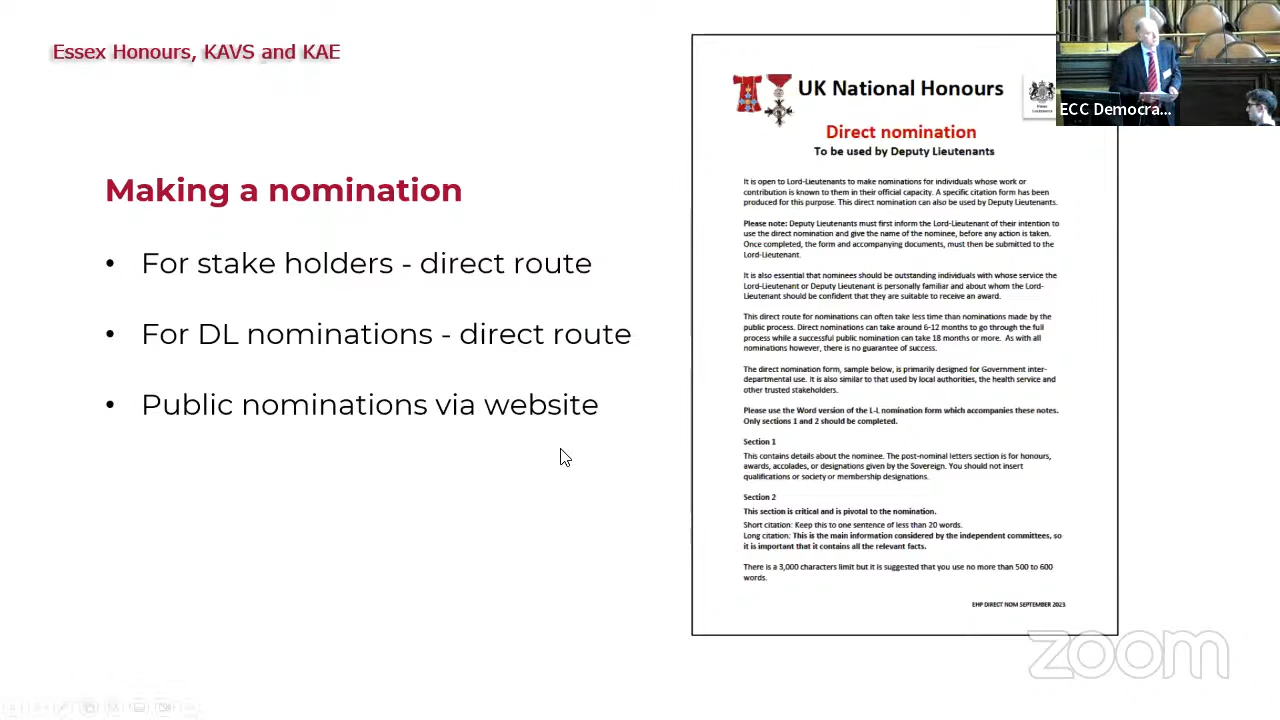 Essex Honours, KAVS and KAE
Making a nomination
• For stake holders - direct route
• For DL nominations - direct route
• Public nominations via website
UK National Honours
Direct nomination
To be used by Deputy Lieutenants
It is open to Lord-Lieutenants to make nominations for individuals whose work or
contribution is known to them in their official capacity. A specific citation form has been
produced for this purpose. This direct nomination can also be used by Deputy Lieutenants.
Please note: Deputy Lieutenants must first inform the Lord-Lieutenant of their intention to
use the direct nomination and give the name of the nominee, before any action is taken.
Once completed, the form and accompanying documents, must then be submitted to the
Lord-Lieutenant.
It is also essential that nominees should be outstanding individuals with whose service the
Lord-Lieutenant or Deputy Lieutenant is personally familiar and about whom the Lord-
Lieutenant should be confident that they are suitable to receive an award.
This direct route for nominations can often take less time than nominations made by the
public process. Direct nominations can take around 6-12 months to go through the full
process while a successful public nomination can take 18 months or more. As with all
nominations however, there is no guarantee of success.
The direct nomination form, sample below, is primarily designed for Government inter-
departmental use. It is also similar to that used by local authorities, the health service and
other trusted stakeholders.
Please use the Word version of the L-L nomination form which accompanies these notes.
Only sections 1 and 2 should be completed.
Section 1
This contains details about the nominee. The post-nominal letters section is for honours,
awards, accolades, or designations given by the Sovereign. You should not insert
qualifications or society or membership designations.
Section 2
This section is critical and is pivotal to the nomination.
Short citation: Keep this to one sentence of less than 20 words.
Long citation: This is the main information considered by the independent committees, so
it is important that it contains all the relevant facts.
There is a 3,000 characters limit but it is suggested that you use no more than 500 to 600
words.
EHP DIRECT NOM SEPTEMBER 2023
ECC Democra...
zoom